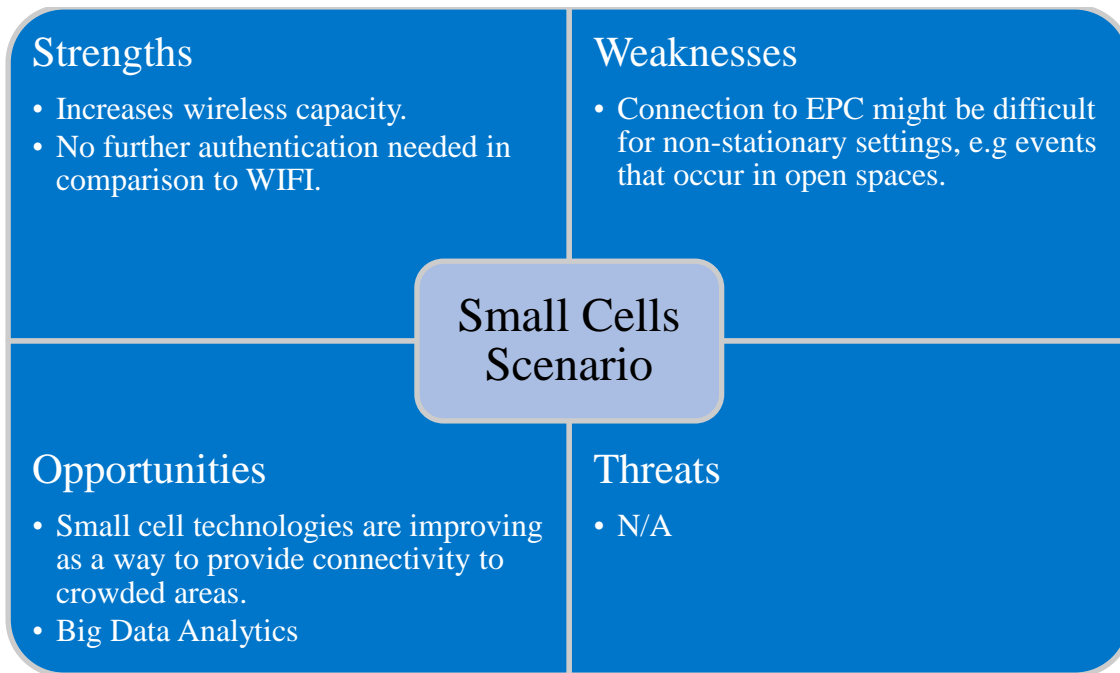 Strengths
• Increases wireless capacity.
• No further authentication needed in
comparison to WIFI.
Weaknesses
• Connection to EPC might be difficult
for non-stationary settings, e.g events
that occur in open spaces.
Small Cells
Scenario
Opportunities
• Small cell technologies are improving
as a way to provide connectivity to
crowded areas.
• Big Data Analytics
Threats
• N/A